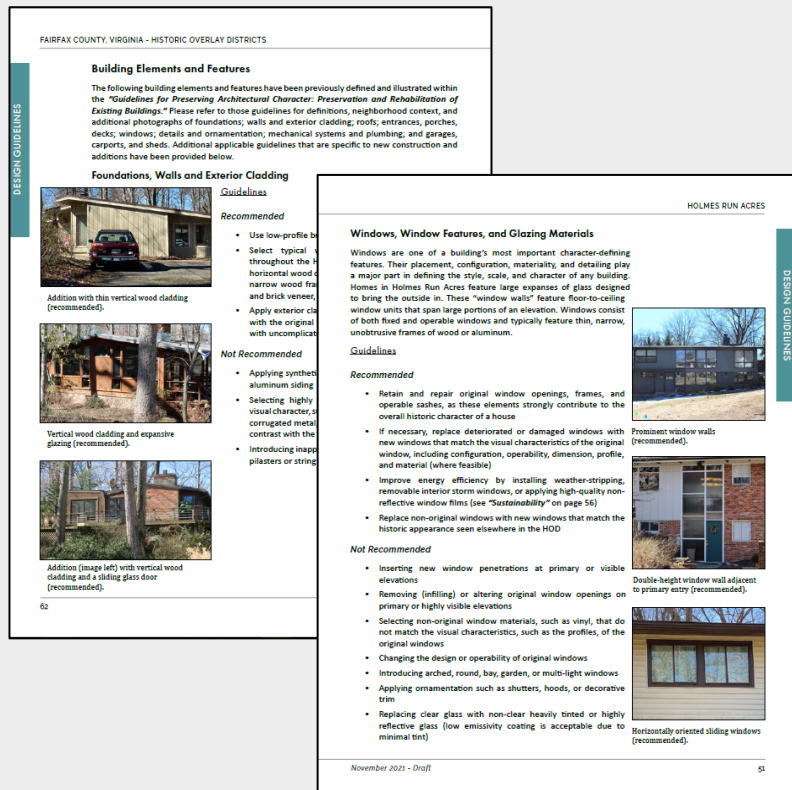 FAIRFAX COUNTY, VIRGINIA - HISTORIC OVERLAY DISTRICTS
DESIGN GUIDELINES
Building Elements and Features
The following building elements and features have been previously defined and illustrated within
the "Guidelines for Preserving Architectural Character: Preservation and Rehabilitation of
Existing Buildings." Please refer to those guidelines for definitions, neighborhood context, and
additional photographs of foundations; walls and exterior cladding; roofs; entrances, porches,
decks; windows; details and ornamentation; mechanical systems and plumbing; and garages,
carports, and sheds. Additional applicable guidelines that are specific to new construction and
additions have been provided below.
Foundations, Walls and Exterior Cladding
Guidelines
Recommended
• Use low-profile
• Select typical
throughout the
horizontal wood
narrow wood
and brick veneer,
• Apply exterior
with the original
with
Not Recommended
• Applying
aluminum siding
• Selecting highly
visual character,
corrugated metal,
contrast with the
• Introducing
pilasters or
Addition with thin vertical wood cladding
(recommended).
Vertical wood cladding and expansive
glazing (recommended).
Addition (image left) with vertical wood
cladding and a sliding glass door
(recommended).
62
HOLMES RUN ACRES
DESIGN GUIDELINES
Windows, Window Features, and Glazing Materials
Windows are one of a building's most important character-defining
features. Their placement, configuration, materiality, and detailing play
a major part in defining the style, scale, and character of any building.
Homes in Holmes Run Acres feature large expanses of glass designed
to bring the outside in. These "window walls" feature floor-to-ceiling
window units that span large portions of an elevation. Windows consist
of both fixed and operable windows and typically feature thin, narrow,
unobtrusive frames of wood or aluminum.
Guidelines
Recommended
• Retain and repair original window openings, frames, and
operable sashes, as these elements strongly contribute to the
overall historic character of a house
• If necessary, replace deteriorated or damaged windows with
new windows that match the visual characteristics of the original
window, including configuration, operability, dimension, profile,
and material (where feasible)
• Improve energy efficiency by installing weather-stripping,
removable interior storm windows, or applying high-quality non-
reflective window films (see "Sustainability" on page 56)
• Replace non-original windows with new windows that match the
historic appearance seen elsewhere in the HOD
Not Recommended
• Inserting new window penetrations at primary or visible
elevations
• Removing (infilling) or altering original window openings on
primary or highly visible elevations
• Selecting non-original window materials, such as vinyl, that do
not match the visual characteristics, such as the profiles, of the
original windows
• Changing the design or operability of original windows
• Introducing arched, round, bay, garden, or multi-light windows
• Applying ornamentation such as shutters, hoods, or decorative
trim
• Replacing clear glass with non-clear heavily tinted or highly
reflective glass (low emissivity coating is acceptable due to
minimal tint)
Prominent window walls
(recommended).
Double-height window wall adjacent
to primary entry (recommended).
Horizontally oriented sliding windows
(recommended).
November 2021 - Draft
51